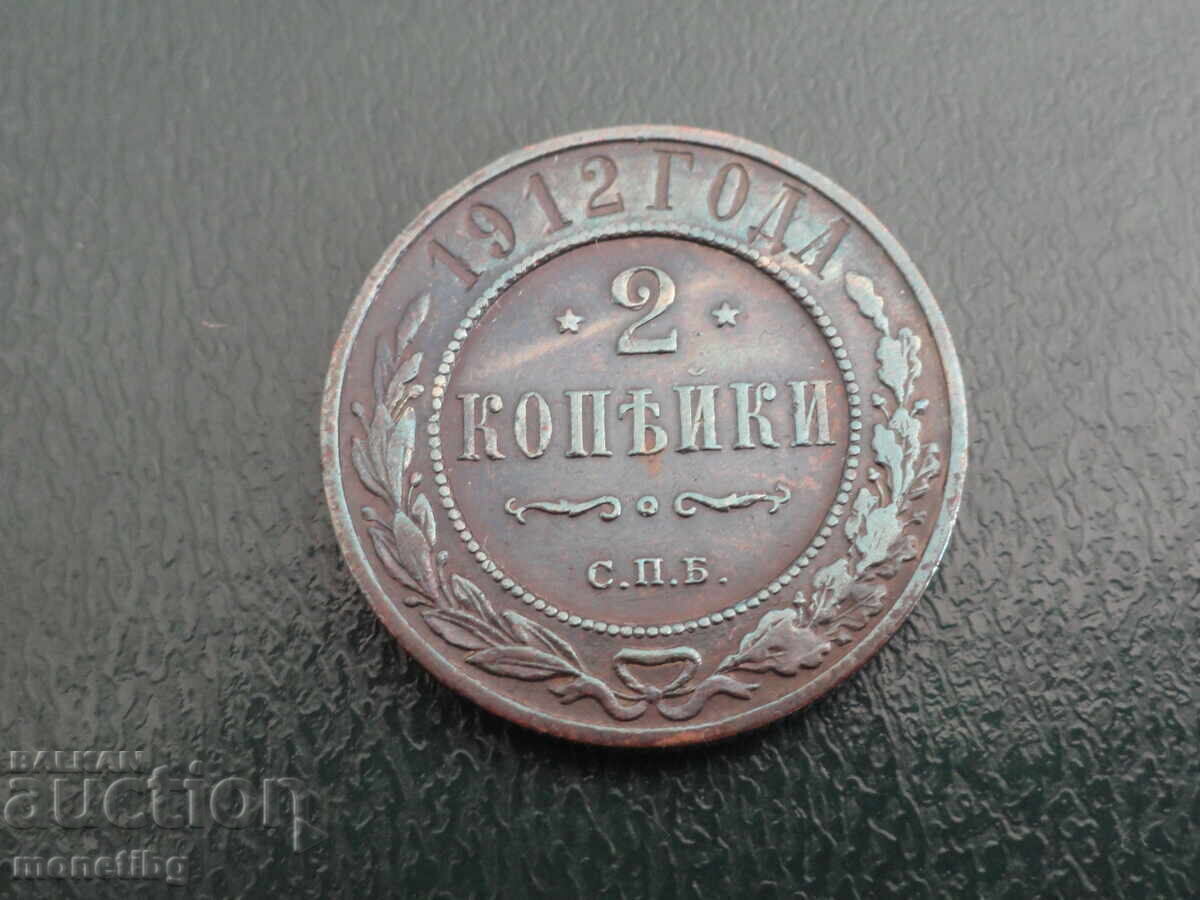 1912 ГОДА
2
КОПѢЙКИ
С.П.Б.
BALKAN
auction
monetibg